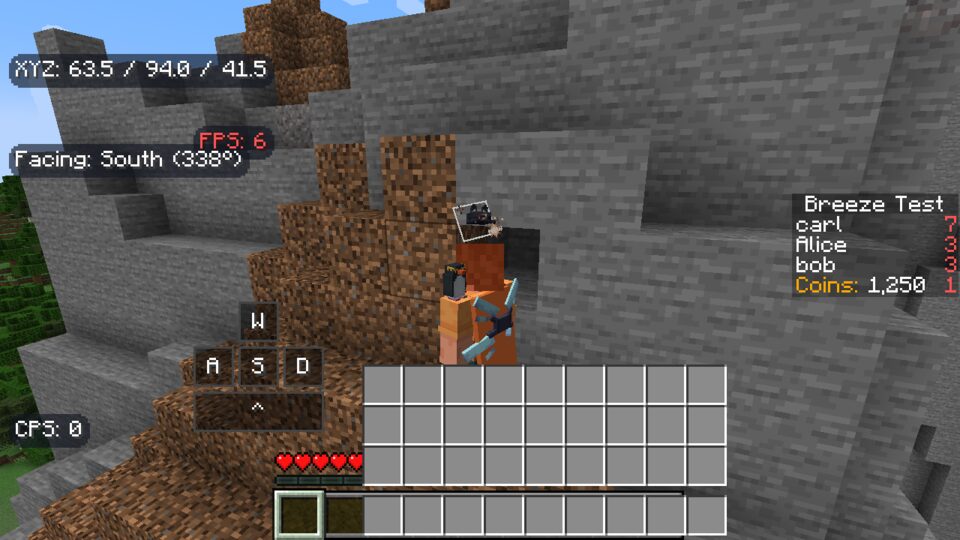 XYZ: 63.5 / 94.0 / 41.5
FPS: 6
Facing: South (338º)
Breeze Test
carl 7
Alice 3
bob 3
Coins: 1,250 1
W
A S D
^
CPS: 0